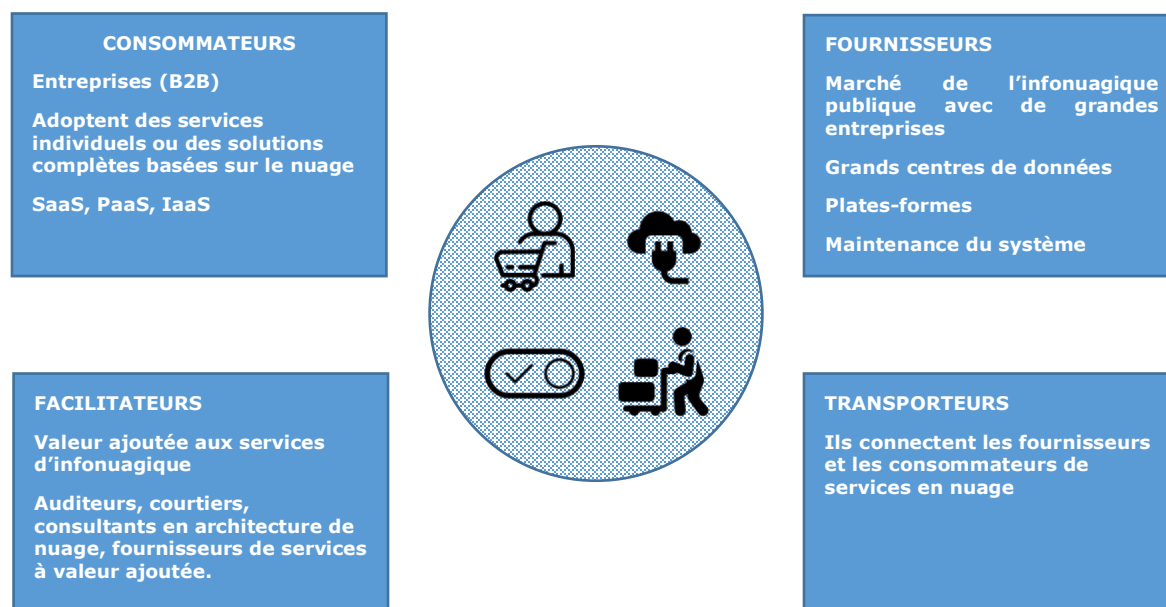 CONSOMMATEURS
Entreprises (B2B)
Adoptent des services
individuels ou des solutions
complètes basées sur le nuage
SaaS, PaaS, IaaS
FOURNISSEURS
Marché de l’infonuagique
publique avec de grandes
entreprises
Grands centres de données
Plates-formes
Maintenance du système
FACILITATEURS
Valeur ajoutée aux services
d’infonuagique
Auditeurs, courtiers,
consultants en architecture de
nuage, fournisseurs de services
à valeur ajoutée.
TRANSPORTEURS
Ils connectent les fournisseurs
et les consommateurs de
services en nuage